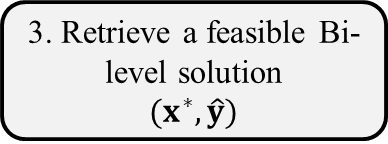 3. Retrieve a feasible Bi-
level solution
(𝐱*, 𝐲̂)